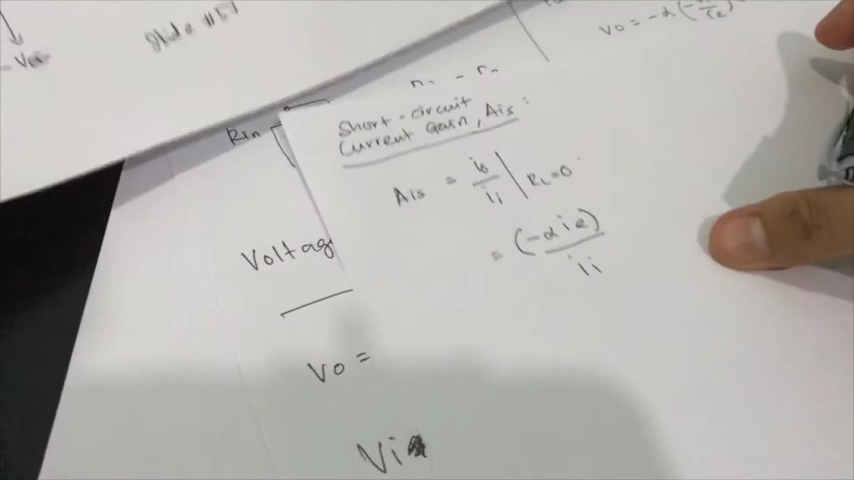 Slide #51
Vo = -α
Rin
Short-circuit
Current Gain, Ais:
Ais = io/ii | RL=0
= (-αie)/ii
Voltag
Vo =
Vi